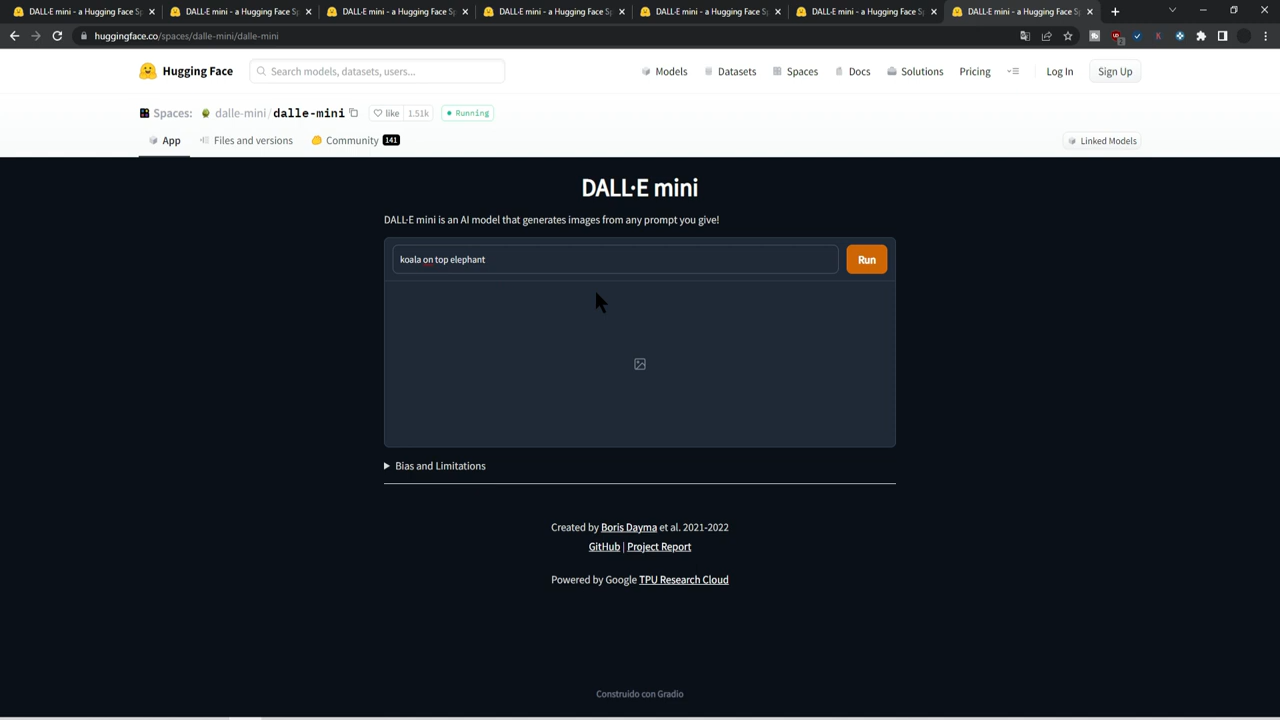 DALL-E mini - a Hugging Face Sp
DALL-E mini - a Hugging Face Sp
DALL-E mini - a Hugging Face Sp
DALL-E mini - a Hugging Face Sp
DALL-E mini - a Hugging Face Sp
DALL-E mini - a Hugging Face Sp
DALL-E mini - a Hugging Face Sp
huggingface.co/spaces/dalle-mini/dalle-mini
Hugging Face
Search models, datasets, users...
Models Datasets Spaces Docs Solutions Pricing Log In Sign Up
Spaces: dalle-mini/dalle-mini like 1.51k Running
App Files and versions Community 141 Linked Models
DALL·E mini
DALL·E mini is an AI model that generates images from any prompt you give!
koala on top elephant Run
Bias and Limitations
Created by Boris Dayma et al. 2021-2022
GitHub | Project Report
Powered by Google TPU Research Cloud
Construido con Gradio